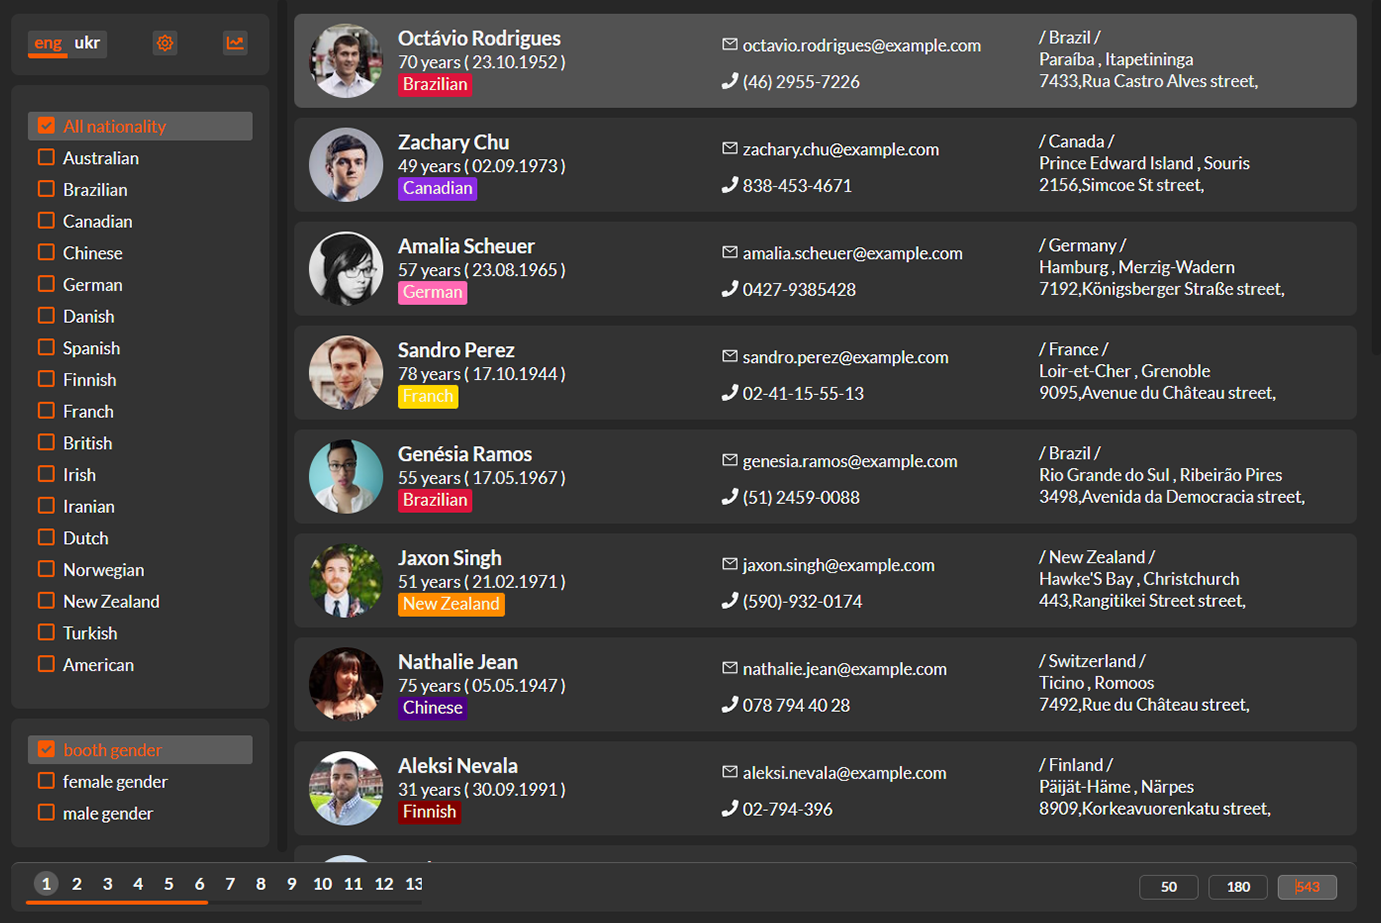 eng ukr
All nationality
Australian
Brazilian
Canadian
Chinese
German
Danish
Spanish
Finnish
Franch
British
Irish
Iranian
Dutch
Norwegian
New Zealand
Turkish
American
booth gender
female gender
male gender
Octávio Rodrigues
70 years ( 23.10.1952 )
Brazilian
octavio.rodrigues@example.com
(46) 2955-7226
/ Brazil /
Paraíba , Itapetininga
7433,Rua Castro Alves street,
Zachary Chu
49 years ( 02.09.1973 )
Canadian
zachary.chu@example.com
838-453-4671
/ Canada /
Prince Edward Island , Souris
2156,Simcoe St street,
Amalia Scheuer
57 years ( 23.08.1965 )
German
amalia.scheuer@example.com
0427-9385428
/ Germany /
Hamburg , Merzig-Wadern
7192,Königsberger Straße street,
Sandro Perez
78 years ( 17.10.1944 )
Franch
sandro.perez@example.com
02-41-15-55-13
/ France /
Loir-et-Cher , Grenoble
9095,Avenue du Château street,
Genésia Ramos
55 years ( 17.05.1967 )
Brazilian
genesia.ramos@example.com
(51) 2459-0088
/ Brazil /
Rio Grande do Sul , Ribeirão Pires
3498,Avenida da Democracia street,
Jaxon Singh
51 years ( 21.02.1971 )
New Zealand
jaxon.singh@example.com
(590)-932-0174
/ New Zealand /
Hawke'S Bay , Christchurch
443,Rangitikei Street street,
Nathalie Jean
75 years ( 05.05.1947 )
Chinese
nathalie.jean@example.com
078 794 40 28
/ Switzerland /
Ticino , Romoos
7492,Rue du Château street,
Aleksi Nevala
31 years ( 30.09.1991 )
Finnish
aleksi.nevala@example.com
02-794-396
/ Finland /
Päijät-Häme , Närpes
8909,Korkeavuorenkatu street,
1 2 3 4 5 6 7 8 9 10 11 12 13
50 180 543